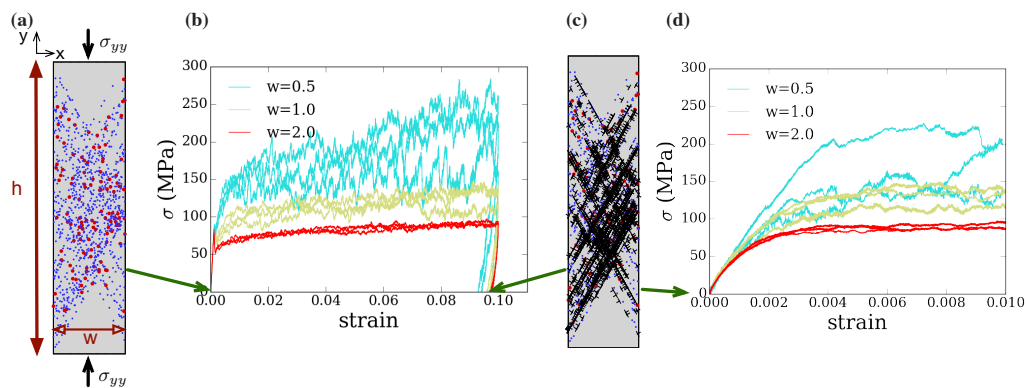 (a)
y
x
σyy
h
w
σyy
(b)
300
250
200
150
100
50
0
σ (MPa)
w=0.5
w=1.0
w=2.0
0.00 0.02 0.04 0.06 0.08 0.10
strain
(c)
(d)
300
250
200
150
100
50
0
σ (MPa)
w=0.5
w=1.0
w=2.0
0.000 0.002 0.004 0.006 0.008 0.010
strain